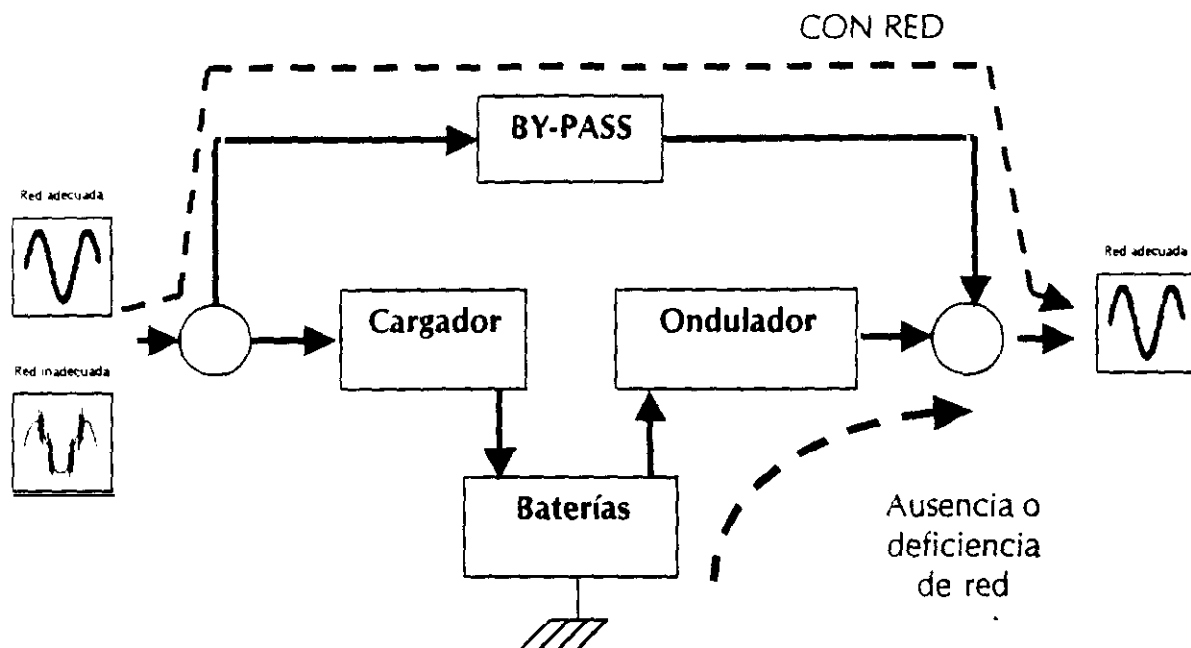 CON RED
BY-PASS
Red adecuada
Red adecuada
Cargador
Ondulador
Red inadecuada
Baterías
Ausencia o
deficiencia
de red